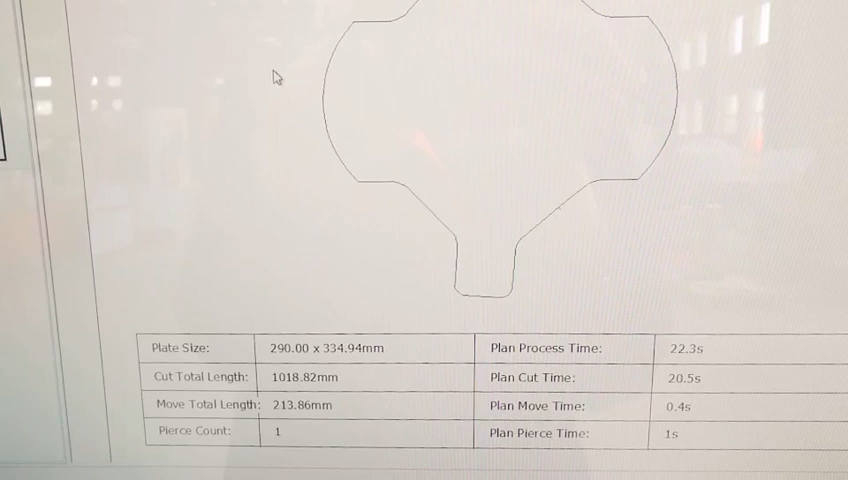 Plate Size: 290.00 x 334.94mm Plan Process Time: 22.3s
Cut Total Length: 1018.82mm Plan Cut Time: 20.5s
Move Total Length: 213.86mm Plan Move Time: 0.4s
Pierce Count: 1 Plan Pierce Time: 1s